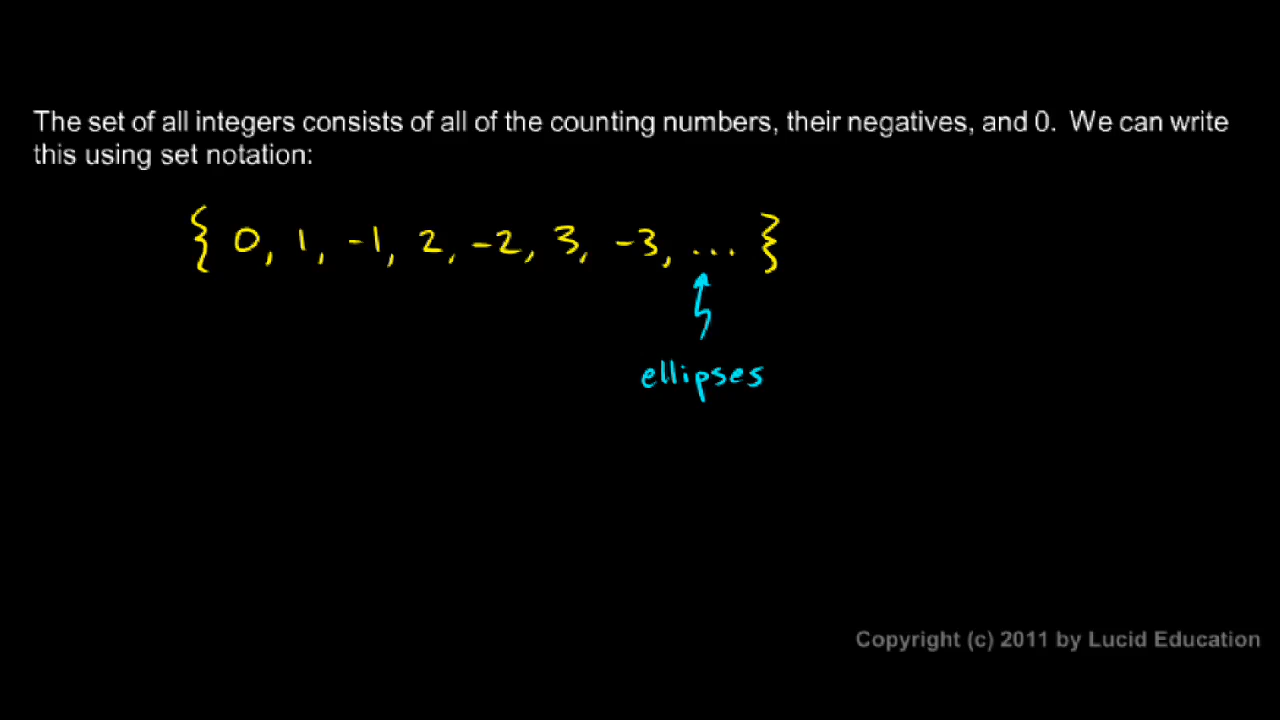 The set of all integers consists of all of the counting numbers, their negatives, and 0. We can write
this using set notation:
{ 0, 1, -1, 2, -2, 3, -3, ... }
ellipses
Copyright (c) 2011 by Lucid Education